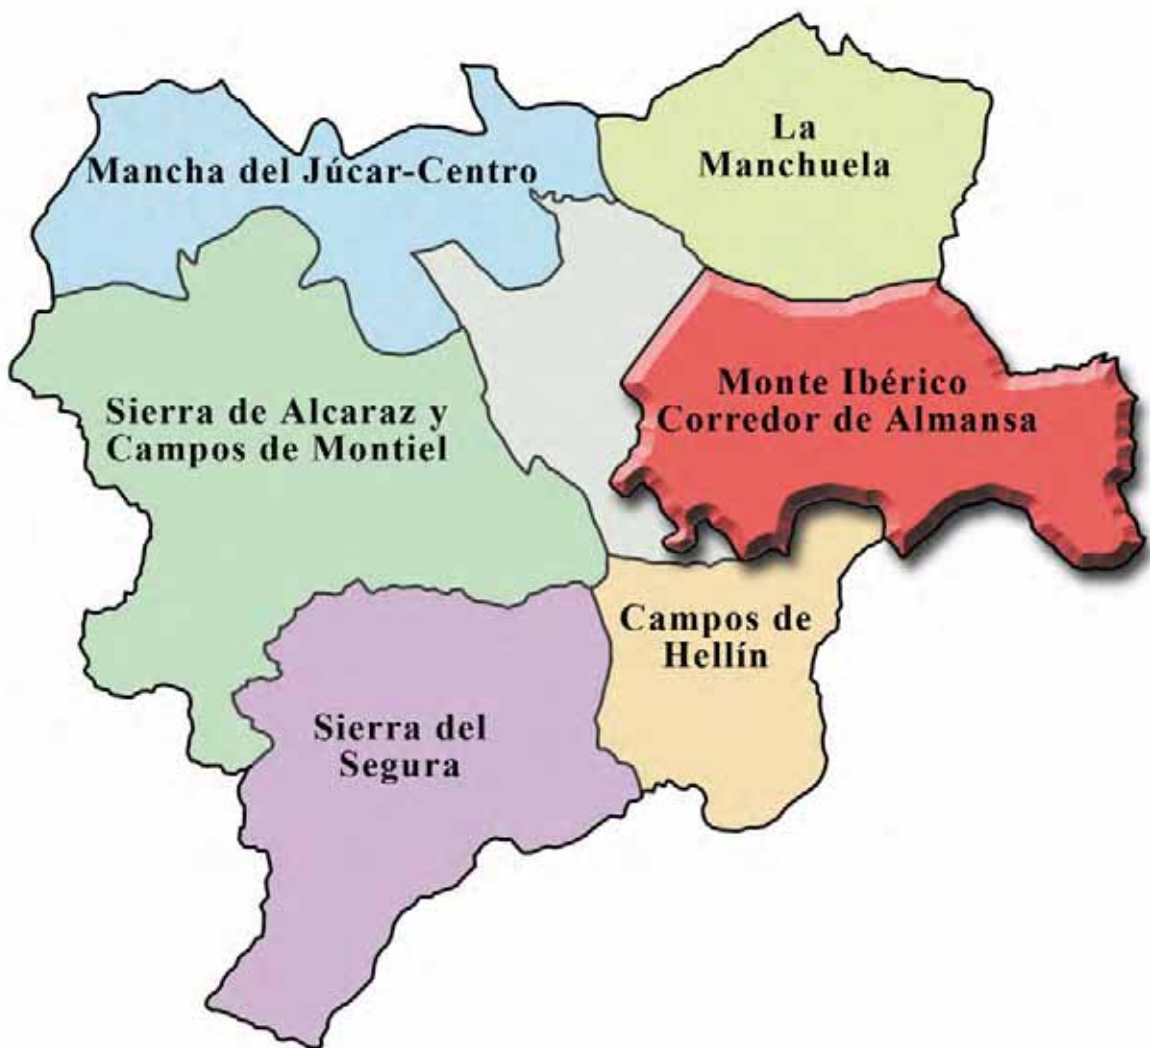 La
Manchuela
Mancha del Júcar-Centro
Monte Ibérico
Corredor de Almansa
Sierra de Alcaraz y
Campos de Montiel
Campos de
Hellín
Sierra del
Segura